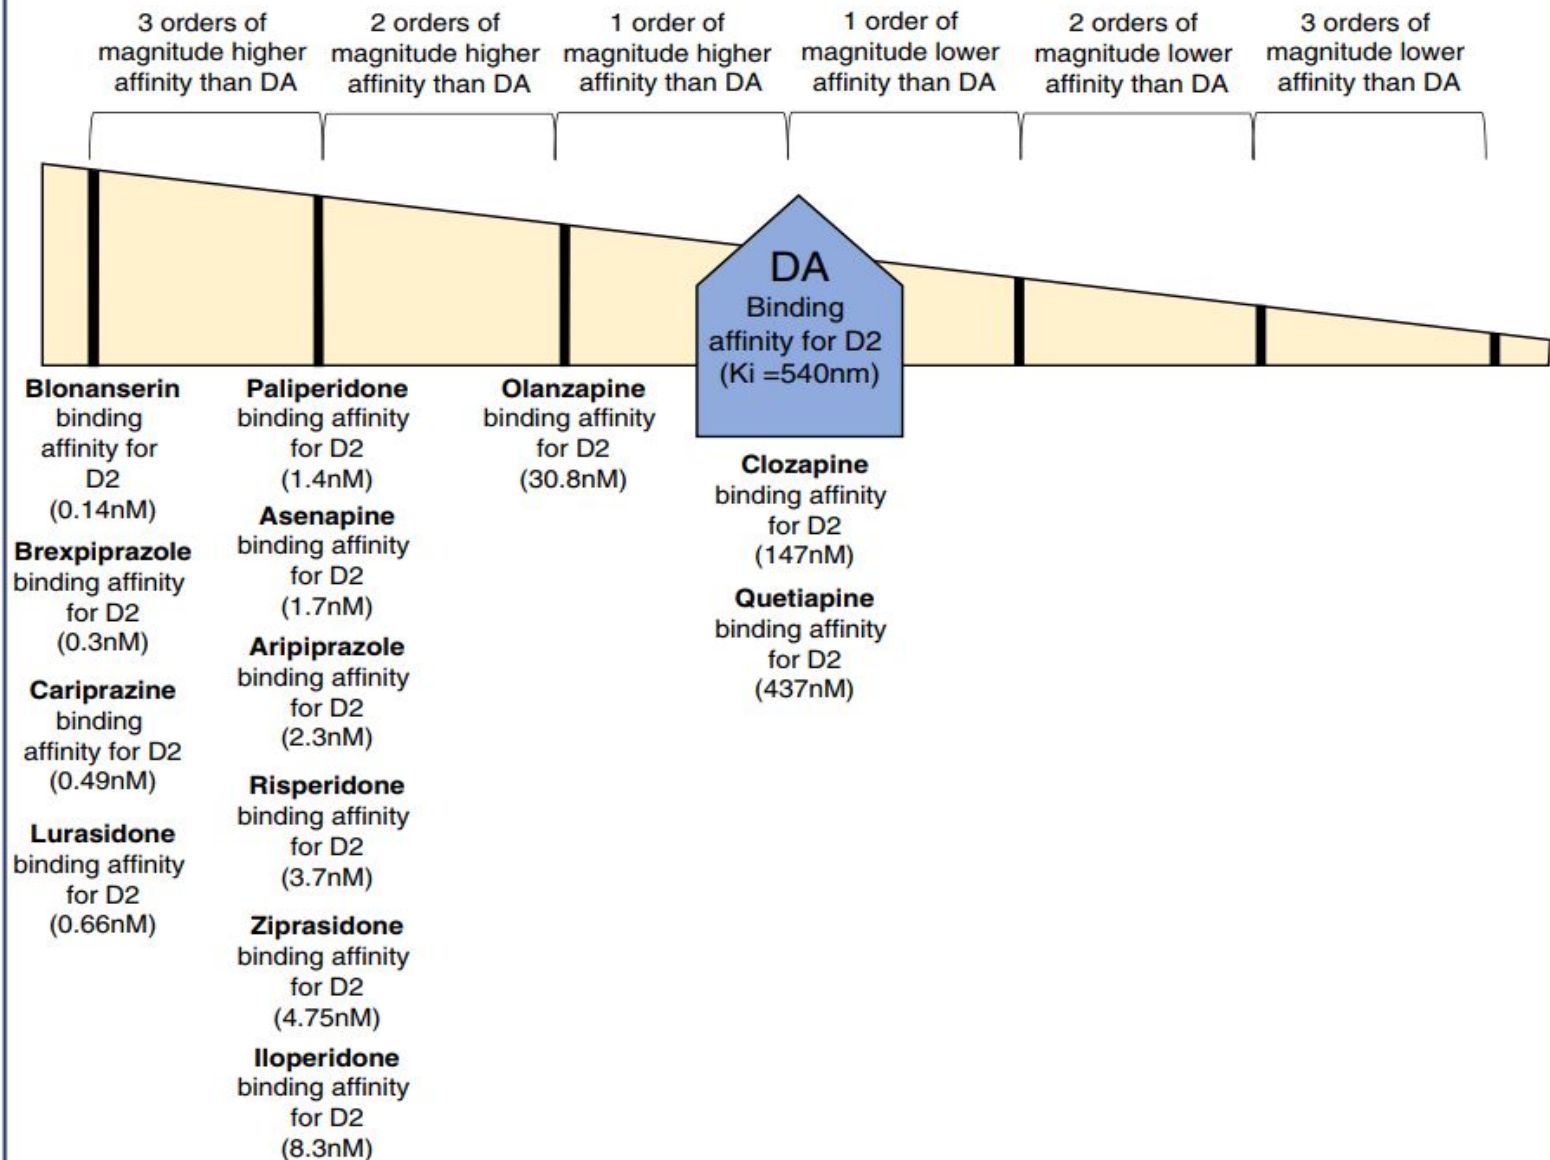 3 orders of
magnitude higher
affinity than DA
2 orders of
magnitude higher
affinity than DA
1 order of
magnitude higher
affinity than DA
1 order of
magnitude lower
affinity than DA
2 orders of
magnitude lower
affinity than DA
3 orders of
magnitude lower
affinity than DA
DA
Binding
affinity for D2
(Ki =540nm)
Blonanserin
binding
affinity for
D2
(0.14nM)
Brexpiprazole
binding affinity
for D2
(0.3nM)
Cariprazine
binding
affinity for D2
(0.49nM)
Lurasidone
binding affinity
for D2
(0.66nM)
Paliperidone
binding affinity
for D2
(1.4nM)
Asenapine
binding affinity
for D2
(1.7nM)
Aripiprazole
binding affinity
for D2
(2.3nM)
Risperidone
binding affinity
for D2
(3.7nM)
Ziprasidone
binding affinity
for D2
(4.75nM)
Iloperidone
binding affinity
for D2
(8.3nM)
Olanzapine
binding affinity
for D2
(30.8nM)
Clozapine
binding affinity
for D2
(147nM)
Quetiapine
binding affinity
for D2
(437nM)